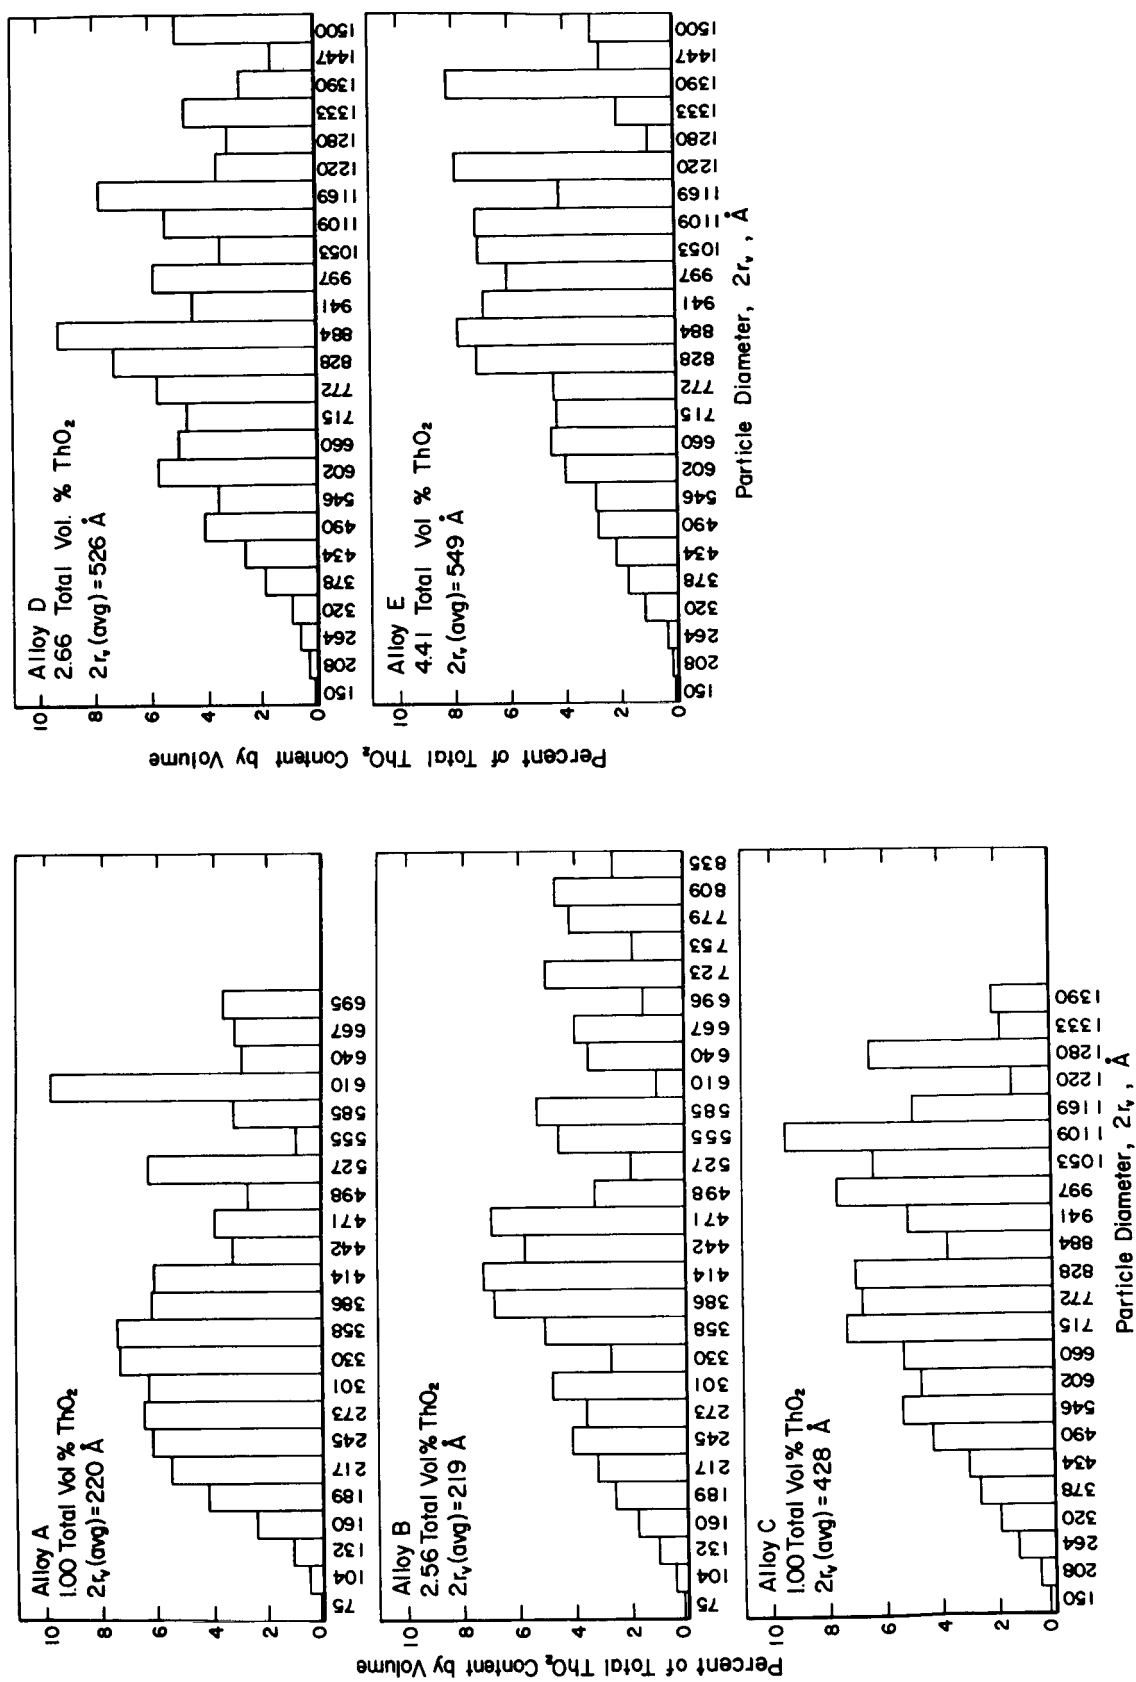 Percent of Total ThO₂ Content by Volume
10 8 6 4 2 0
Alloy A
1.00 Total Vol % ThO₂
2rᵥ(avg)=220 Å
75 104 132 160 189 217 245 273 301 330 358 386 414 442 471 498 527 555 585 610 640 667 695
10 8 6 4 2 0
Alloy B
2.56 Total Vol% ThO₂
2rᵥ(avg)=219 Å
75 104 132 160 189 217 245 273 301 330 358 386 414 442 471 498 527 555 585 610 640 667 696 723 753 779 809 835
10 8 6 4 2 0
Alloy C
1.00 Total Vol% ThO₂
2rᵥ(avg)=428 Å
150 208 264 320 378 434 490 546 602 660 715 772 828 884 941 997 1053 1109 1169 1220 1280 1333 1390
Particle Diameter, 2rᵥ, Å
Percent of Total ThO₂ Content by Volume
10 8 6 4 2 0
Alloy D
2.66 Total Vol. % ThO₂
2rᵥ(avg)=526 Å
150 208 264 320 378 434 490 546 602 660 715 772 828 884 941 997 1053 1109 1169 1220 1280 1333 1390 1447 1500
10 8 6 4 2 0
Alloy E
4.41 Total Vol % ThO₂
2rᵥ(avg)=549 Å
150 208 264 320 378 434 490 546 602 660 715 772 828 884 941 997 1053 1109 1169 1220 1280 1333 1390 1447 1500
Particle Diameter, 2rᵥ, Å